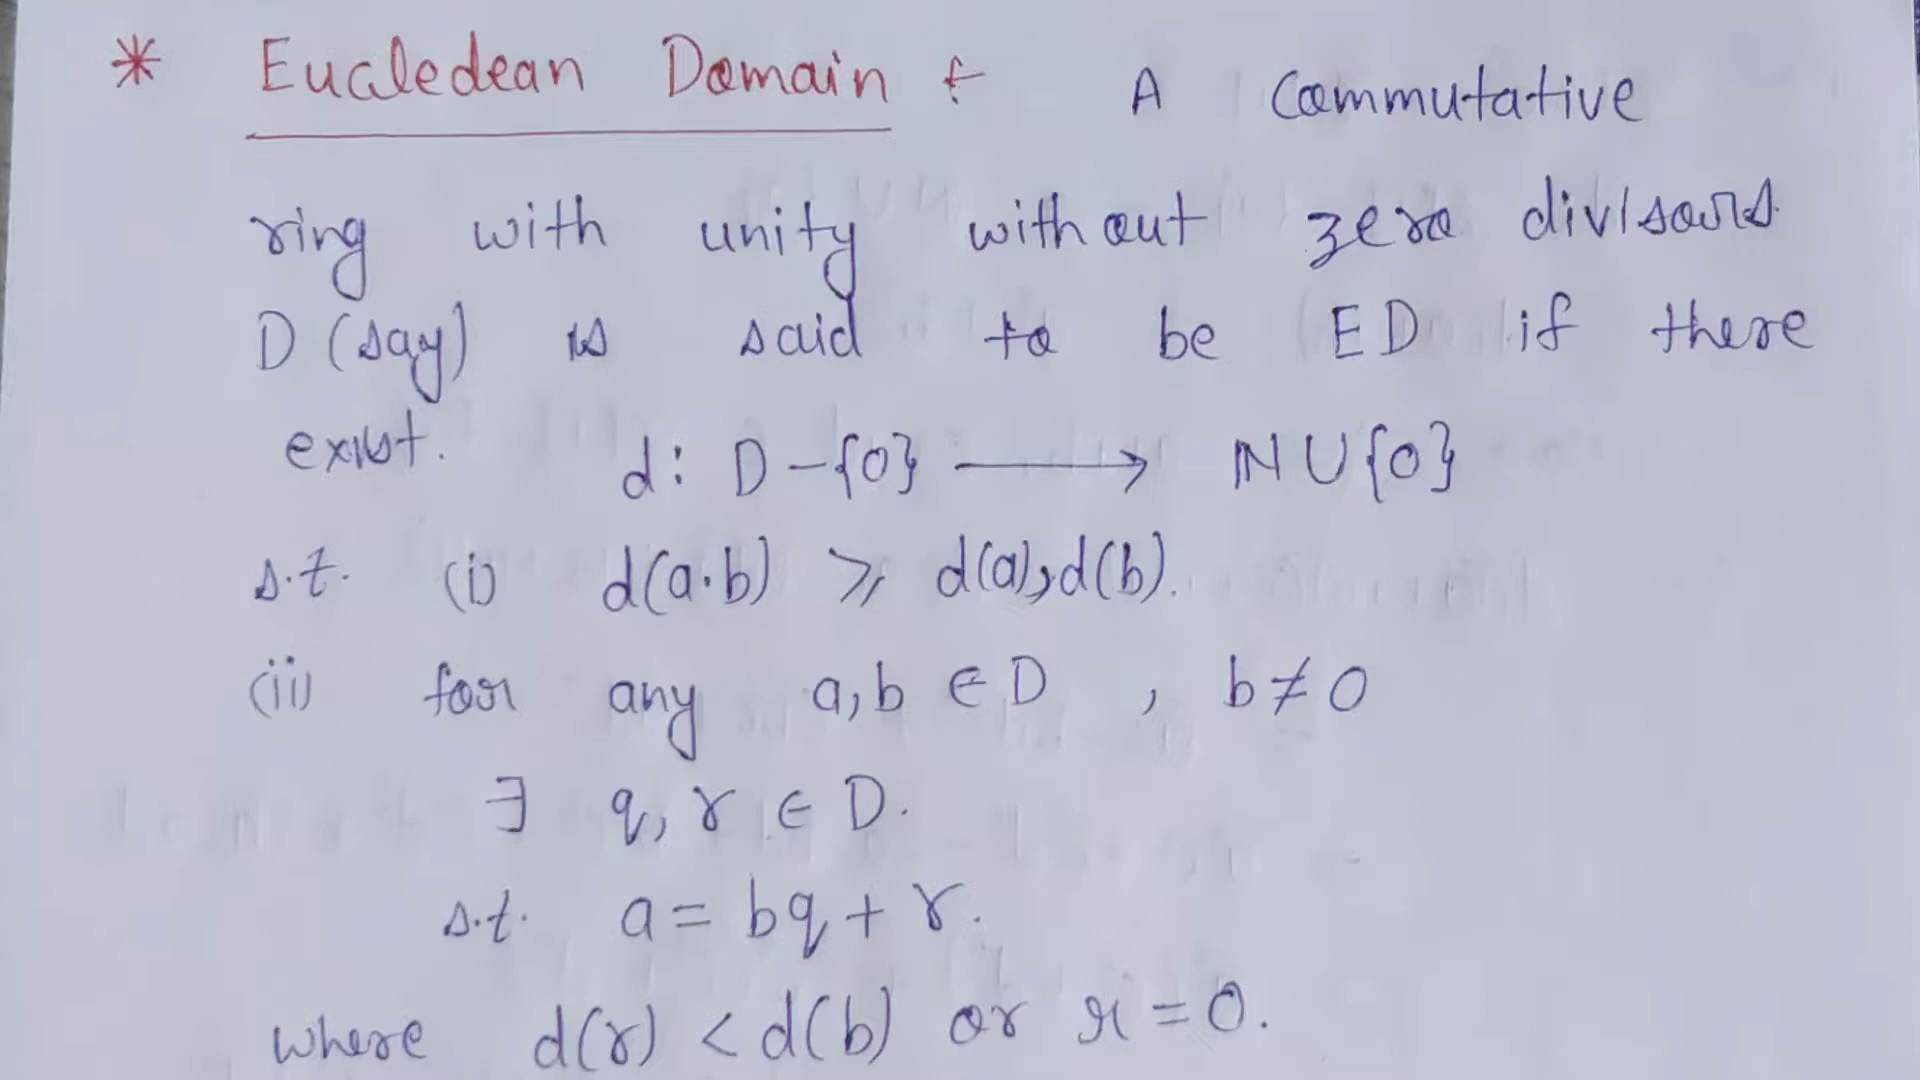 * Eucledean Domain :- A Commutative
ring with unity without zero divisours.
D (say) is said to be ED if there
exist. d: D-{0} ⟶ ℕ∪{0}
s.t. (i) d(a·b) ⩾ d(a), d(b).
(ii) for any a,b ∈ D , b ≠ 0
∃ q, r ∈ D.
s.t. a = bq + r.
where d(r) < d(b) or r = 0.